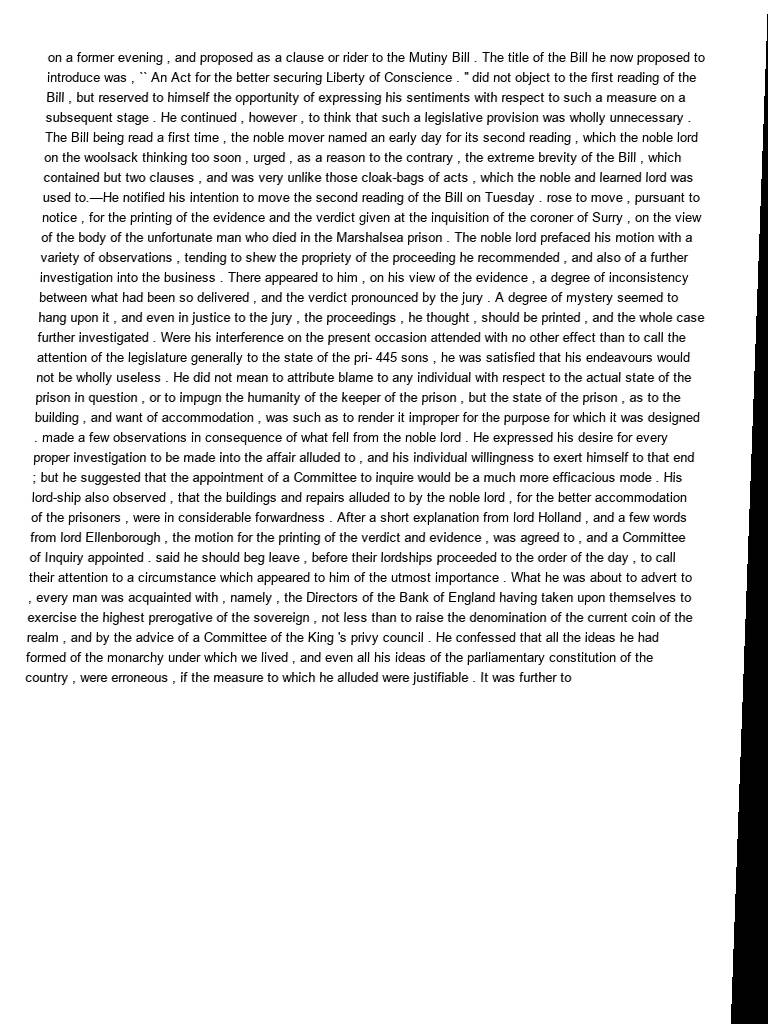 on a former evening , and proposed as a clause or rider to the Mutiny Bill . The title of the Bill he now proposed to
introduce was , `` An Act for the better securing Liberty of Conscience . '' did not object to the first reading of the
Bill , but reserved to himself the opportunity of expressing his sentiments with respect to such a measure on a
subsequent stage . He continued , however , to think that such a legislative provision was wholly unnecessary .
The Bill being read a first time , the noble mover named an early day for its second reading , which the noble lord
on the woolsack thinking too soon , urged , as a reason to the contrary , the extreme brevity of the Bill , which
contained but two clauses , and was very unlike those cloak-bags of acts , which the noble and learned lord was
used to.—He notified his intention to move the second reading of the Bill on Tuesday . rose to move , pursuant to
notice , for the printing of the evidence and the verdict given at the inquisition of the coroner of Surry , on the view
of the body of the unfortunate man who died in the Marshalsea prison . The noble lord prefaced his motion with a
variety of observations , tending to shew the propriety of the proceeding he recommended , and also of a further
investigation into the business . There appeared to him , on his view of the evidence , a degree of inconsistency
between what had been so delivered , and the verdict pronounced by the jury . A degree of mystery seemed to
hang upon it , and even in justice to the jury , the proceedings , he thought , should be printed , and the whole case
further investigated . Were his interference on the present occasion attended with no other effect than to call the
attention of the legislature generally to the state of the pri- 445 sons , he was satisfied that his endeavours would
not be wholly useless . He did not mean to attribute blame to any individual with respect to the actual state of the
prison in question , or to impugn the humanity of the keeper of the prison , but the state of the prison , as to the
building , and want of accommodation , was such as to render it improper for the purpose for which it was designed
. made a few observations in consequence of what fell from the noble lord . He expressed his desire for every
proper investigation to be made into the affair alluded to , and his individual willingness to exert himself to that end
; but he suggested that the appointment of a Committee to inquire would be a much more efficacious mode . His
lord-ship also observed , that the buildings and repairs alluded to by the noble lord , for the better accommodation
of the prisoners , were in considerable forwardness . After a short explanation from lord Holland , and a few words
from lord Ellenborough , the motion for the printing of the verdict and evidence , was agreed to , and a Committee
of Inquiry appointed . said he should beg leave , before their lordships proceeded to the order of the day , to call
their attention to a circumstance which appeared to him of the utmost importance . What he was about to advert to
, every man was acquainted with , namely , the Directors of the Bank of England having taken upon themselves to
exercise the highest prerogative of the sovereign , not less than to raise the denomination of the current coin of the
realm , and by the advice of a Committee of the King 's privy council . He confessed that all the ideas he had
formed of the monarchy under which we lived , and even all his ideas of the parliamentary constitution of the
country , were erroneous , if the measure to which he alluded were justifiable . It was further to